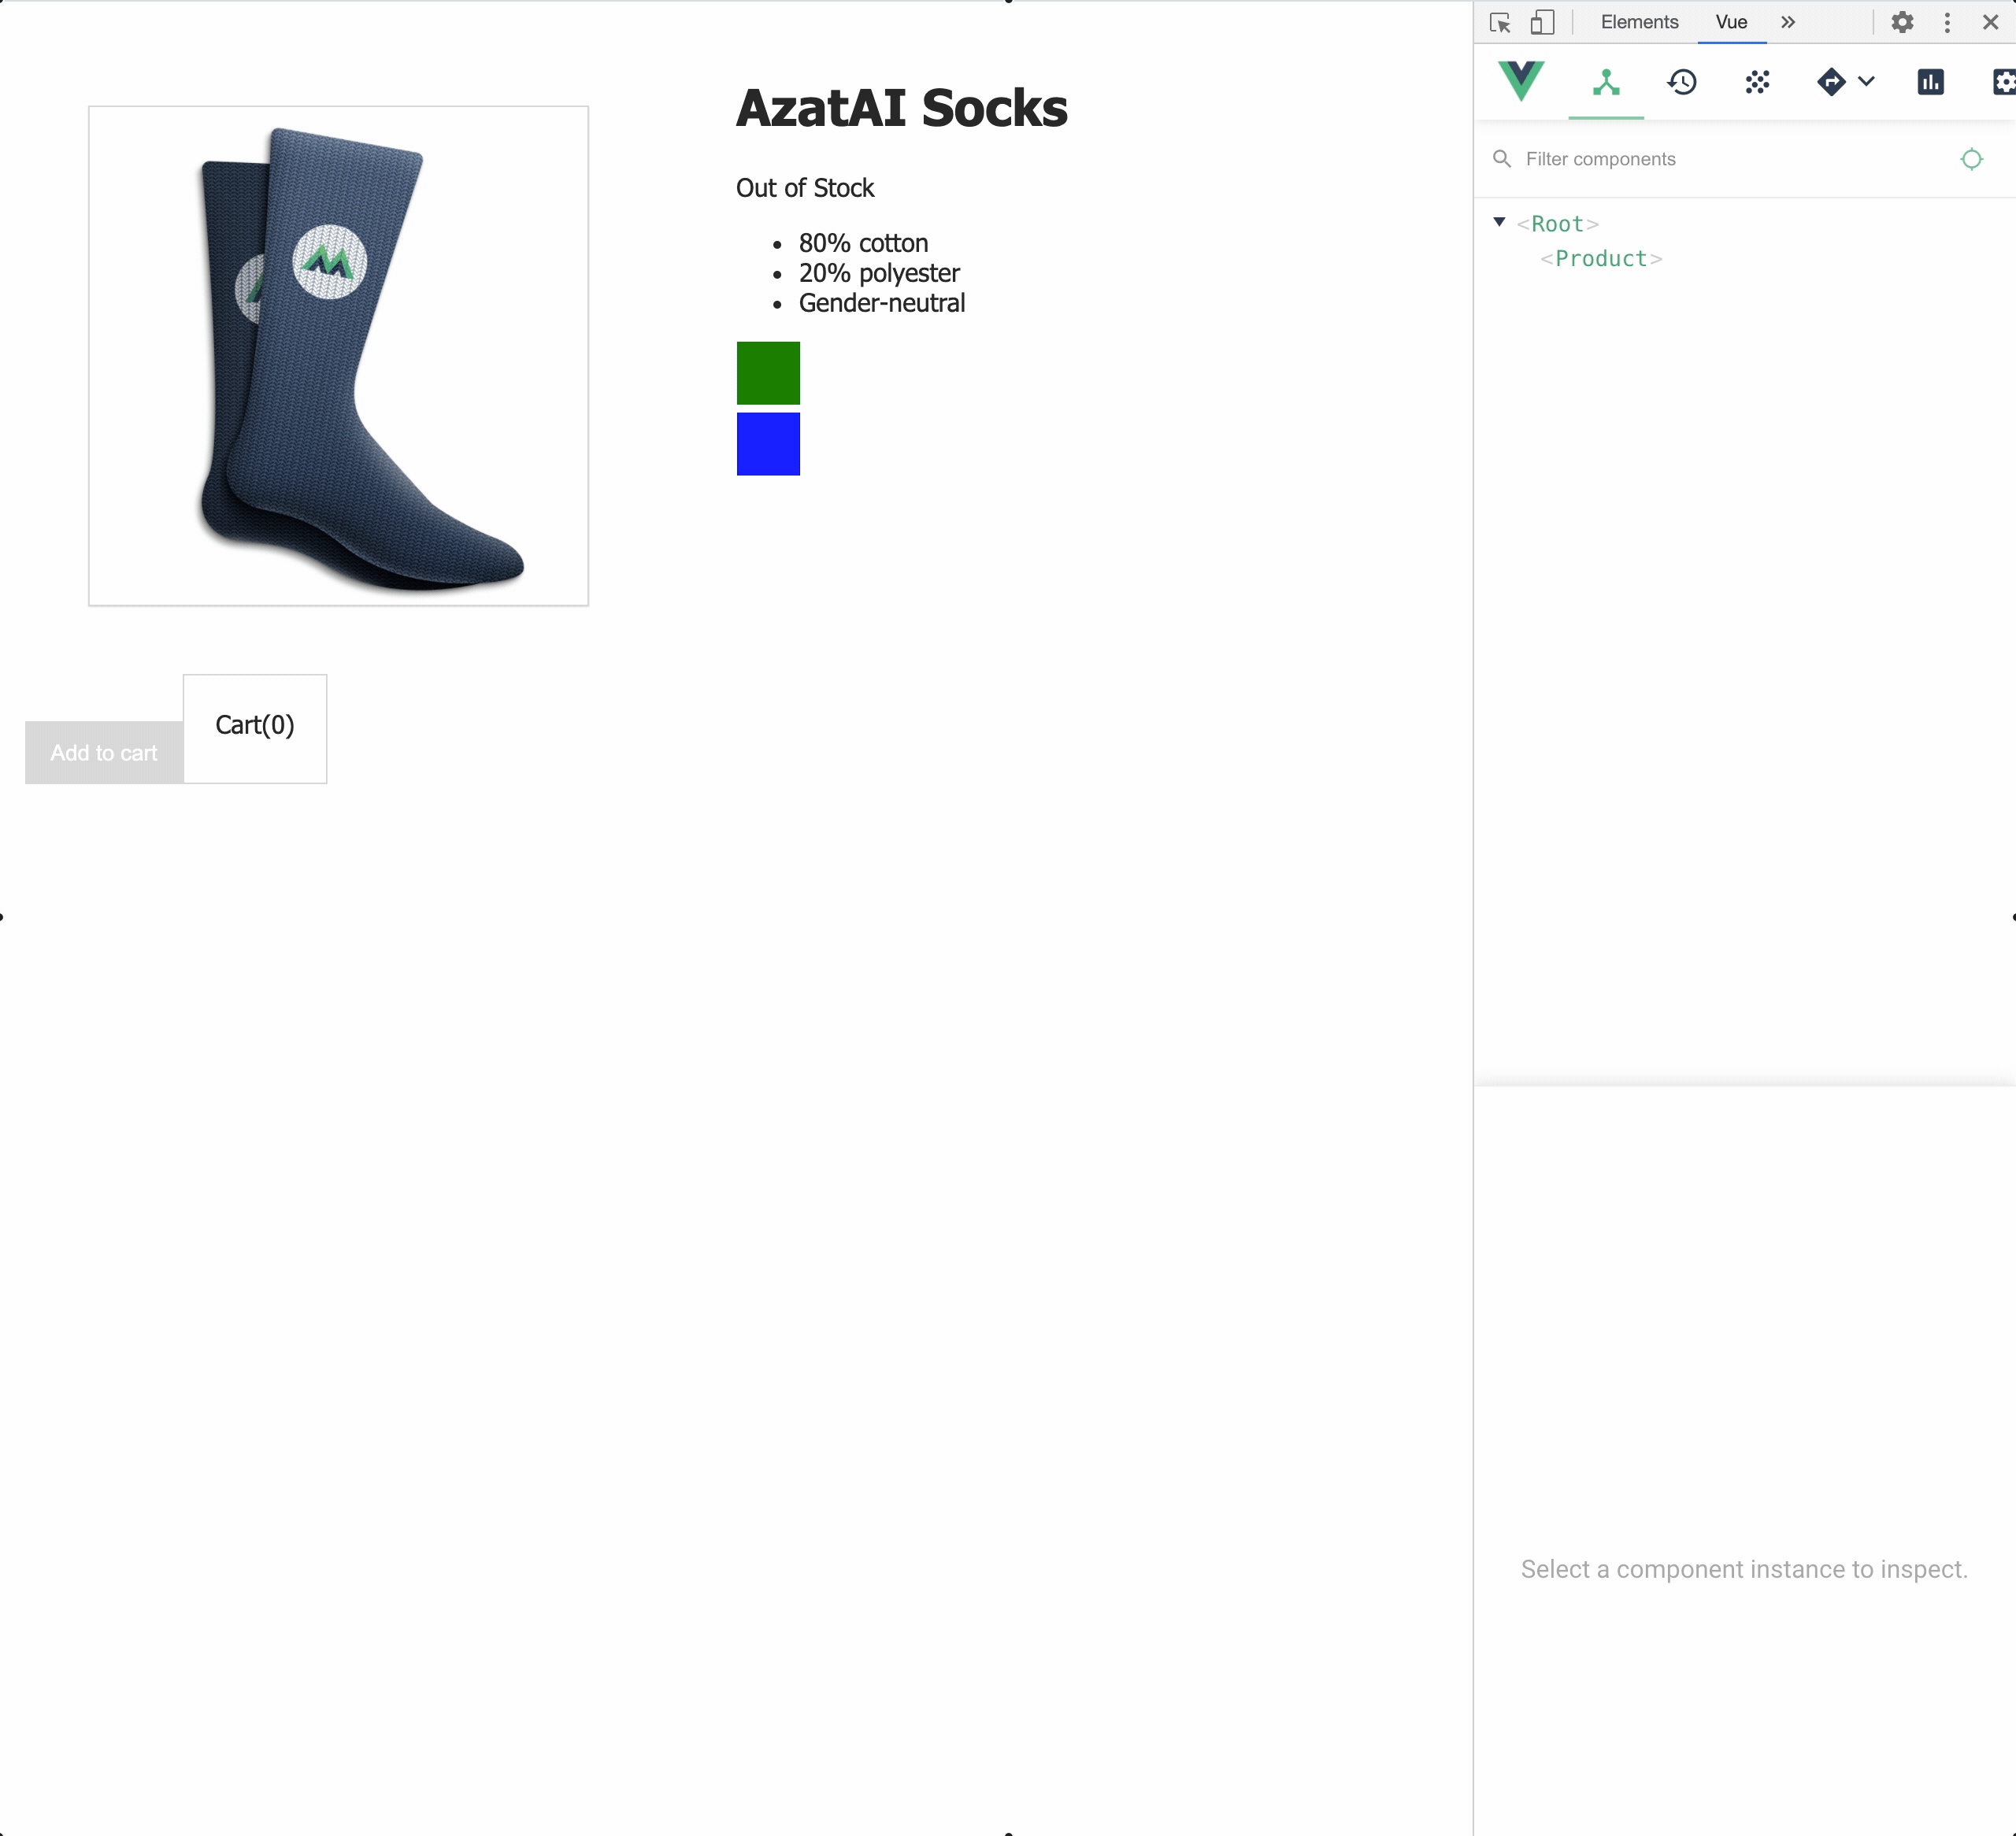 AzatAI Socks
Out of Stock
80% cotton
20% polyester
Gender-neutral
Add to cart
Cart(0)
Elements
Vue
Filter components
<Root>
<Product>
Select a component instance to inspect.